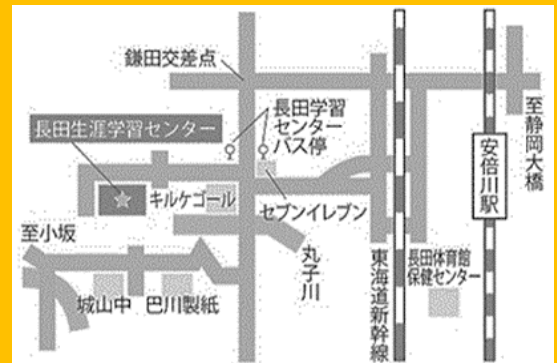 鎌田交差点
長田学習
センター
バス停
長田生涯学習センター
至静岡大橋
安倍川駅
キルケゴール
セブンイレブン
至小坂
丸子川
東海道新幹線
長田体育館
保健センター
城山中
巴川製紙